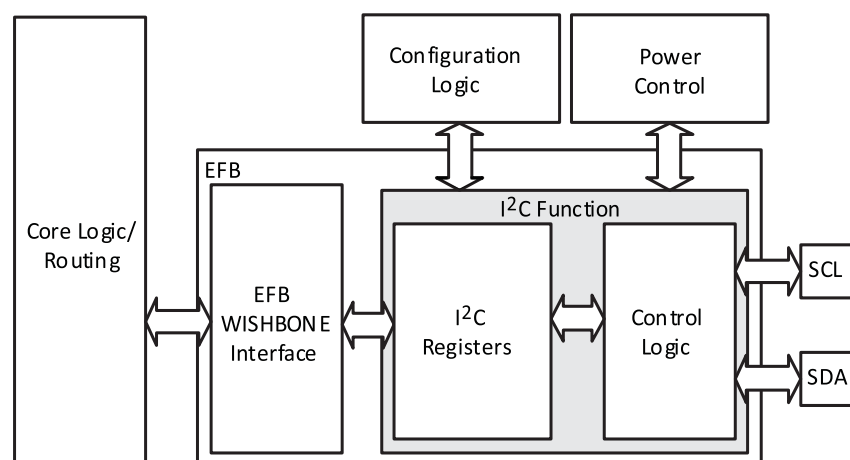 Configuration
Logic
Power
Control
EFB
I²C Function
Core Logic/
Routing
EFB
WISHBONE
Interface
I²C
Registers
Control
Logic
SCL
SDA